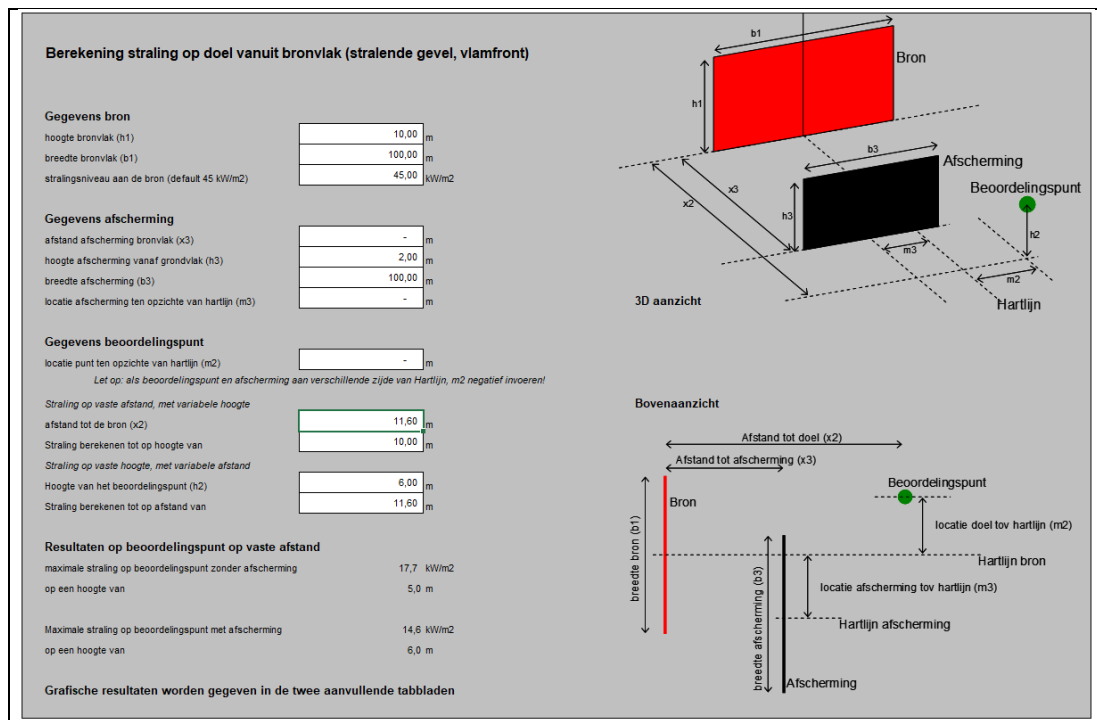 Berekening straling op doel vanuit bronvlak (stralende gevel, vlamfront)
Gegevens bron
hoogte bronvlak (h1) 10,00 m
breedte bronvlak (b1) 100,00 m
stralingsniveau aan de bron (default 45 kW/m2) 45,00 kW/m2
Gegevens afscherming
afstand afscherming bronvlak (x3) - m
hoogte afscherming vanaf grondvlak (h3) 2,00 m
breedte afscherming (b3) 100,00 m
locatie afscherming ten opzichte van hartlijn (m3) - m
Gegevens beoordelingspunt
locatie punt ten opzichte van hartlijn (m2) - m
Let op: als beoordelingspunt en afscherming aan verschillende zijde van Hartlijn, m2 negatief invoeren!
Straling op vaste afstand, met variabele hoogte
afstand tot de bron (x2) 11,60 m
Straling berekenen tot op hoogte van 10,00 m
Straling op vaste hoogte, met variabele afstand
Hoogte van het beoordelingspunt (h2) 6,00 m
Straling berekenen tot op afstand van 11,60 m
Resultaten op beoordelingspunt op vaste afstand
maximale straling op beoordelingspunt zonder afscherming 17,7 kW/m2
op een hoogte van 5,0 m
Maximale straling op beoordelingspunt met afscherming 14,6 kW/m2
op een hoogte van 6,0 m
Grafische resultaten worden gegeven in de twee aanvullende tabbladen
b1
Bron
h1
b3
Afscherming
Beoordelingspunt
x3
x2
h3
h2
m3
m2
3D aanzicht
Hartlijn
Bovenaanzicht
Afstand tot doel (x2)
Afstand tot afscherming (x3)
Beoordelingspunt
Bron
locatie doel tov hartlijn (m2)
breedte bron (b1)
Hartlijn bron
breedte afscherming (b3)
locatie afscherming tov hartlijn (m3)
Hartlijn afscherming
Afscherming